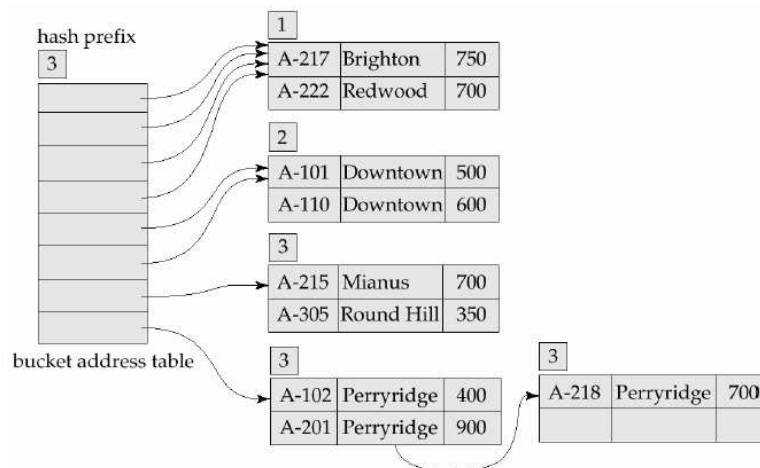 hash prefix
3
bucket address table
1
A-217 Brighton 750
A-222 Redwood 700
2
A-101 Downtown 500
A-110 Downtown 600
3
A-215 Mianus 700
A-305 Round Hill 350
3
A-102 Perryridge 400
A-201 Perryridge 900
3
A-218 Perryridge 700